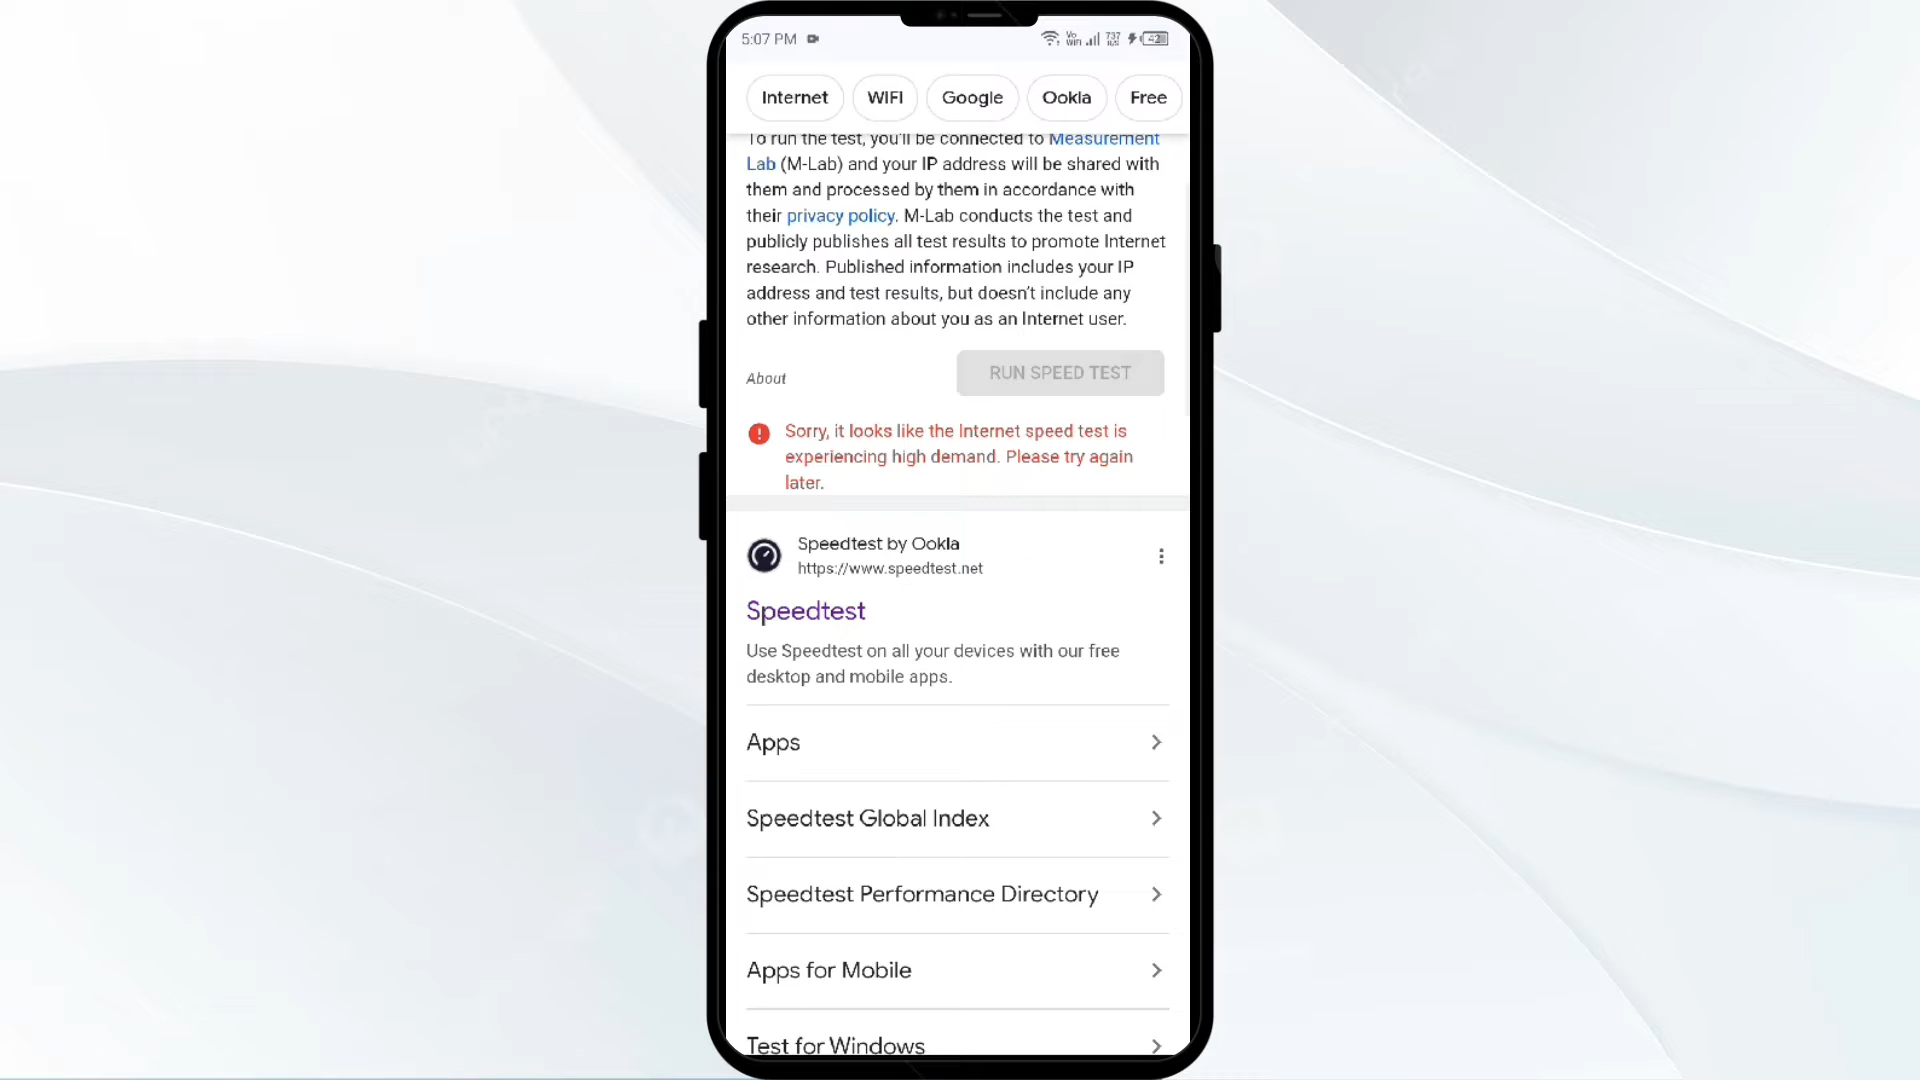 5:07 PM
Vo WiFi 737 B/S 42
Internet WiFi Google Ookla Free
To run the test, you'll be connected to Measurement
Lab (M-Lab) and your IP address will be shared with
them and processed by them in accordance with
their privacy policy. M-Lab conducts the test and
publicly publishes all test results to promote Internet
research. Published information includes your IP
address and test results, but doesn't include any
other information about you as an Internet user.
About
RUN SPEED TEST
Sorry, it looks like the Internet speed test is
experiencing high demand. Please try again
later.
Speedtest by Ookla
https://www.speedtest.net
Speedtest
Use Speedtest on all your devices with our free
desktop and mobile apps.
Apps
Speedtest Global Index
Speedtest Performance Directory
Apps for Mobile
Test for Windows